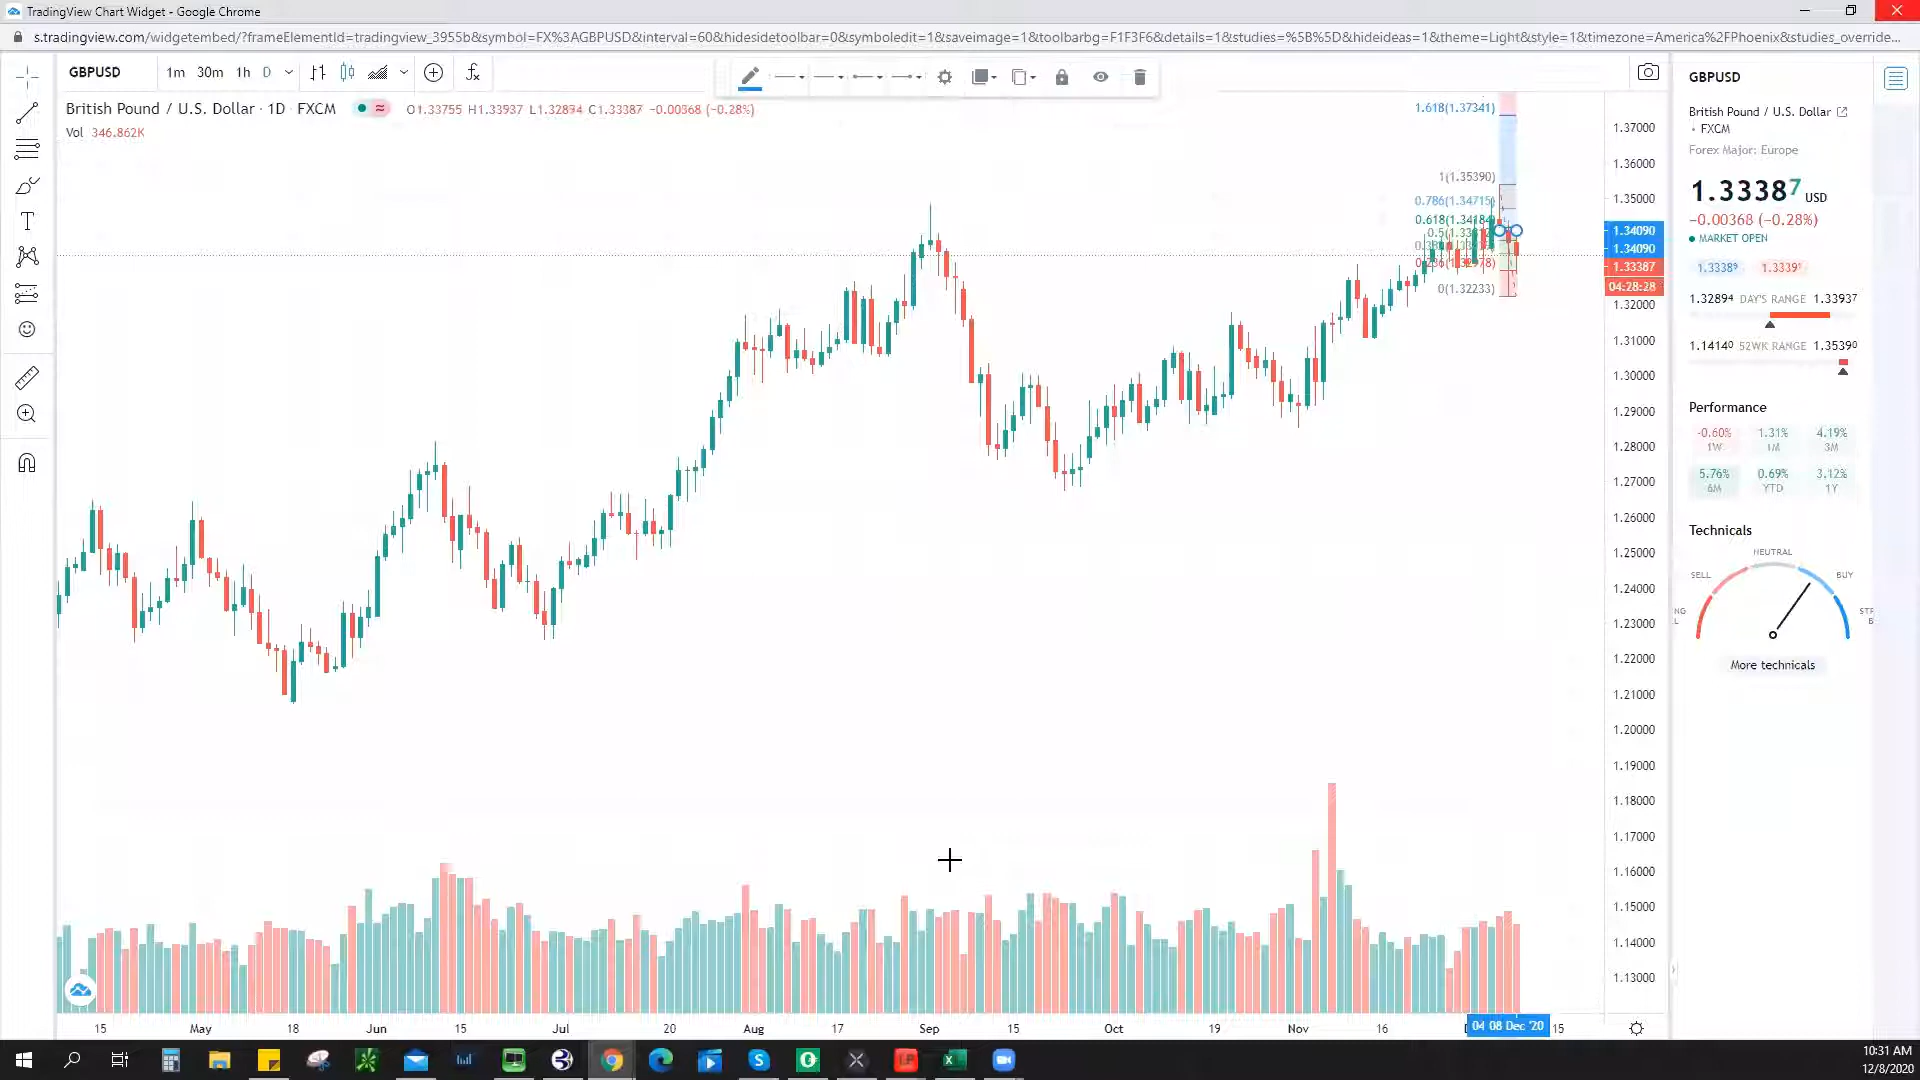 TradingView Chart Widget - Google Chrome
s.tradingview.com/widgetembed/?frameElementId=tradingview_3955b&symbol=FX%3AGBPUSD&interval=60&hidesidetoolbar=0&symboledit=1&saveimage=1&toolbarbg=F1F3F6&details=1&studies=%5B%5D&hideideas=1&theme=Light&style=1&timezone=America%2FPhoenix&studies_override...
GBPUSD 1m 30m 1h D
British Pound / U.S. Dollar · 1D · FXCM O1.33755 H1.33937 L1.32894 C1.33387 −0.00368 (−0.28%)
Vol 346.862K
1.618(1.37341)
1(1.35390)
0.786(1.34715)
0.618(1.34184)
0(1.32233)
1.37000
1.36000
1.35000
1.34090
1.34090
1.33387
04:28:28
1.32000
1.31000
1.30000
1.29000
1.28000
1.27000
1.26000
1.25000
1.24000
1.23000
1.22000
1.21000
1.20000
1.19000
1.18000
1.17000
1.16000
1.15000
1.14000
1.13000
15 May 18 Jun 15 Jul 20 Aug 17 Sep 15 Oct 19 Nov 16 04 08 Dec '20 15
GBPUSD
British Pound / U.S. Dollar
• FXCM
Forex Major: Europe
1.33387 USD
−0.00368 (−0.28%)
MARKET OPEN
1.33389 1.33391
1.32894 DAY'S RANGE 1.33937
1.14140 52WK RANGE 1.35390
Performance
-0.60% 1.31% 4.19%
1W 1M 3M
5.76% 0.69% 3.12%
6M YTD 1Y
Technicals
NEUTRAL
SELL BUY
NG STR
L B
More technicals
10:31 AM
12/8/2020